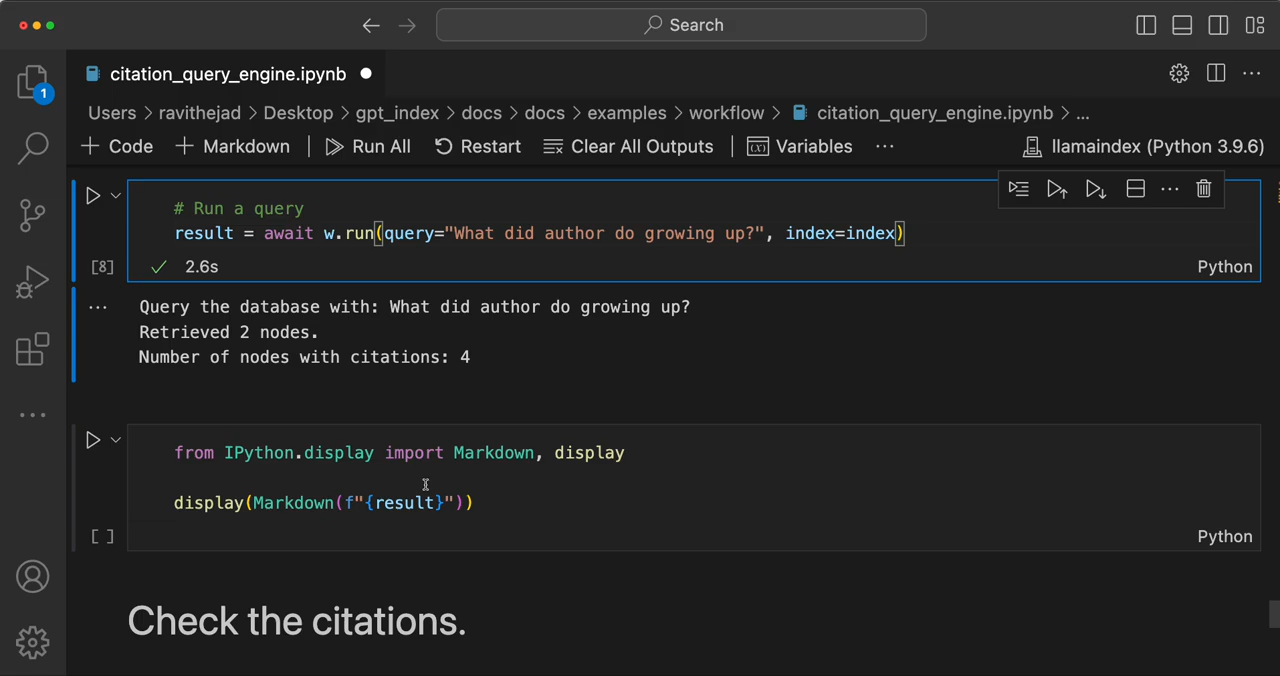 Search
citation_query_engine.ipynb
1
Users > ravithejad > Desktop > gpt_index > docs > docs > examples > workflow > citation_query_engine.ipynb > ...
+ Code + Markdown | Run All Restart Clear All Outputs | Variables ... llamaindex (Python 3.9.6)
# Run a query
result = await w.run(query="What did author do growing up?", index=index)
[8] 2.6s Python
Query the database with: What did author do growing up?
Retrieved 2 nodes.
Number of nodes with citations: 4
from IPython.display import Markdown, display
display(Markdown(f"{result}"))
[ ] Python
Check the citations.